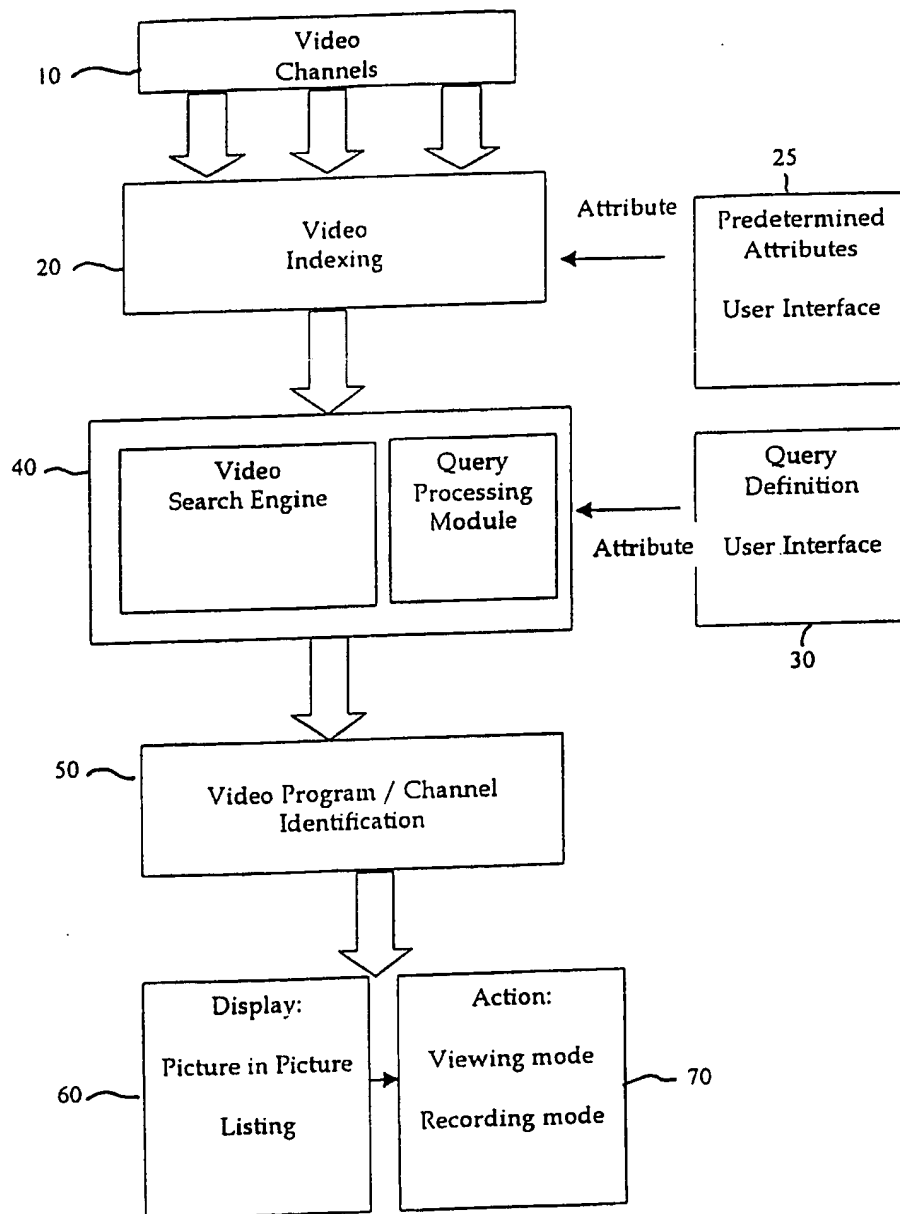 Video
Channels
10
25
Attribute
Predetermined
Attributes
User Interface
Video
Indexing
20
40
Video
Search Engine
Query
Processing
Module
Attribute
Query
Definition
User Interface
30
50
Video Program / Channel
Identification
Display:
Picture in Picture
Listing
60
Action:
Viewing mode
Recording mode
70